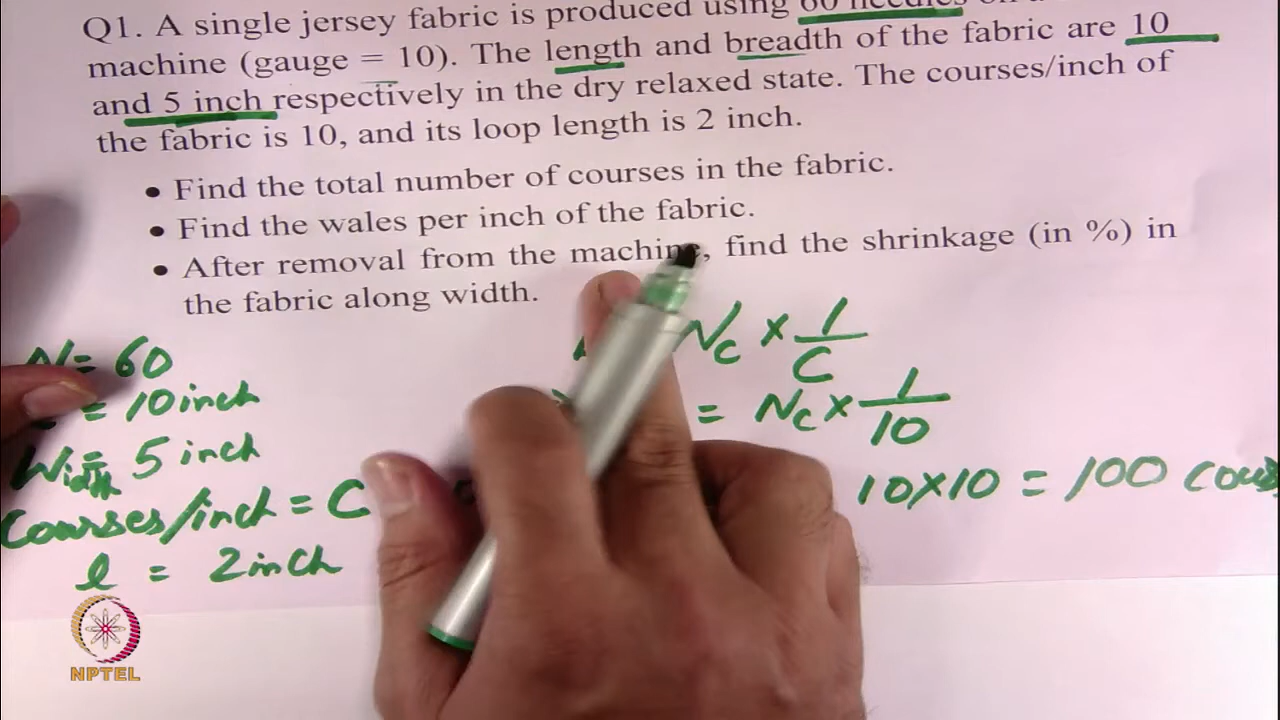 Q1. A single jersey fabric is produced using 60 needles on a
machine (gauge = 10). The length and breadth of the fabric are 10
and 5 inch respectively in the dry relaxed state. The courses/inch of
the fabric is 10, and its loop length is 2 inch.
• Find the total number of courses in the fabric.
• Find the wales per inch of the fabric.
• After removal from the machine, find the shrinkage (in %) in
the fabric along width.
N = 60
= 10 inch
Width = 5 inch
Courses/inch = C
l = 2 inch
Nc × 1/C
= Nc × 1/10
10×10 = 100 cour
NPTEL